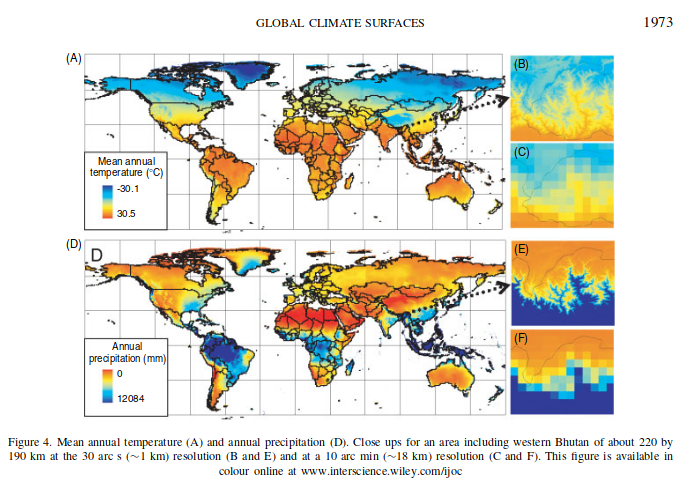 GLOBAL CLIMATE SURFACES
1973
(A)
(B)
Mean annual
temperature (°C)
-30.1
30.5
(C)
(D)
D
(E)
Annual
precipitation (mm)
0
12084
(F)
Figure 4. Mean annual temperature (A) and annual precipitation (D). Close ups for an area including western Bhutan of about 220 by
190 km at the 30 arc s (∼1 km) resolution (B and E) and at a 10 arc min (∼18 km) resolution (C and F). This figure is available in
colour online at www.interscience.wiley.com/ijoc